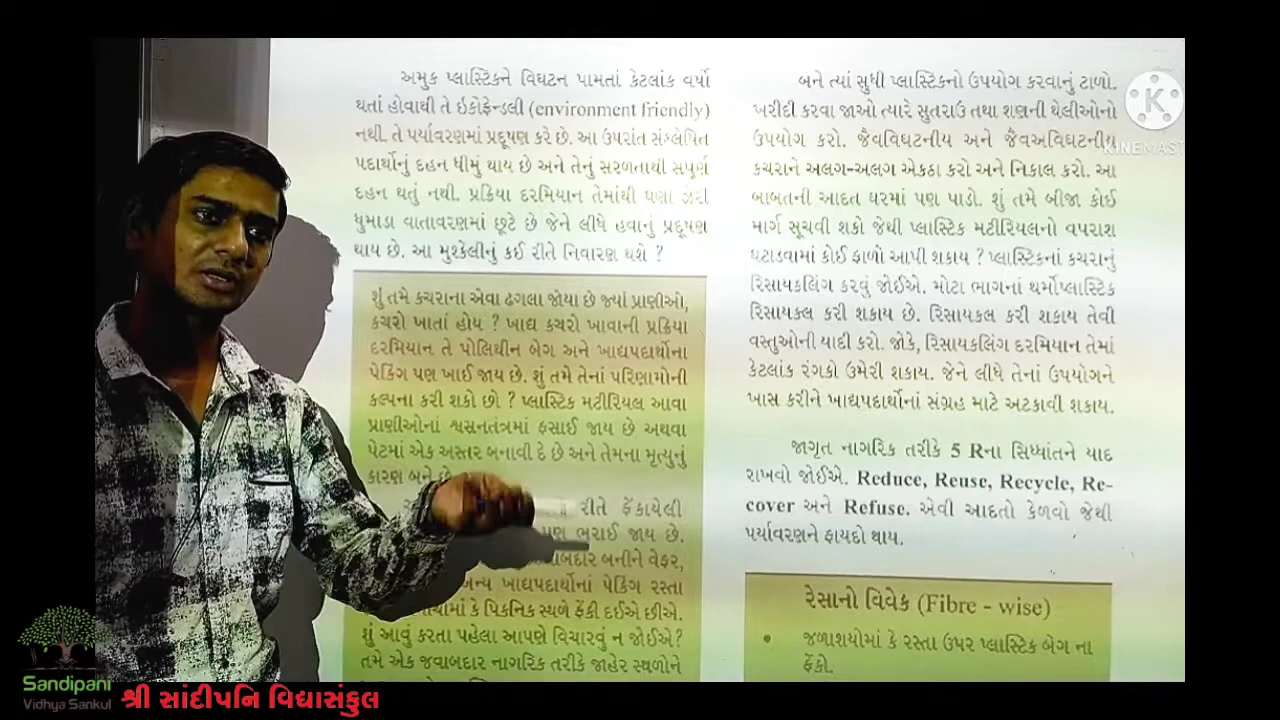 અમુક પ્લાસ્ટિકને વિઘટન પામતાં કેટલાંક વર્ષો
થતાં હોવાથી તે ઇકોફ્રેન્ડલી (environment friendly)
નથી. તે પર્યાવરણમાં પ્રદૂષણ કરે છે. આ ઉપરાંત સંશ્લેષિત
પદાર્થોનું દહન ધીમું થાય છે અને તેનું સરળતાથી સપૂર્ણ
દહન થતું નથી. પ્રક્રિયા દરમિયાન તેમાંથી ઘણા ઝેરી
ધુમાડા વાતાવરણમાં છૂટે છે જેને લીધે હવાનું પ્રદૂષણ
થાય છે. આ મુશ્કેલીનું કઈ રીતે નિવારણ થશે ?
શું તમે કચરાના એવા ઢગલા જોયા છે જ્યાં પ્રાણીઓ,
કચરો ખાતાં હોય ? ખાદ્ય કચરો ખાવાની પ્રક્રિયા
દરમિયાન તે પોલિથીન બેગ અને ખાદ્યપદાર્થોના
પેકિંગ પણ ખાઈ જાય છે. શું તમે તેનાં પરિણામોની
કલ્પના કરી શકો છો ? પ્લાસ્ટિક મટીરિયલ આવા
પ્રાણીઓનાં શ્વસનતંત્રમાં ફસાઈ જાય છે અથવા
પેટમાં એક અસ્તર બનાવી દે છે અને તેમના મૃત્યુનું
કારણ બને છે.
રીતે ફેંકાયેલી
પણ ભરાઈ જાય છે.
બનીને વેફર,
અન્ય ખાદ્યપદાર્થોનાં પેકિંગ રસ્તા
કે પિકનિક સ્થળે ફેંકી દઈએ છીએ.
શું આવું કરતા પહેલા આપણે વિચારવું ન જોઈએ?
તમે એક જવાબદાર નાગરિક તરીકે જાહેર સ્થળોને
બને ત્યાં સુધી પ્લાસ્ટિકનો ઉપયોગ કરવાનું ટાળો.
ખરીદી કરવા જાઓ ત્યારે સુતરાઉ તથા શણની થેલીઓનો
ઉપયોગ કરો. જૈવવિઘટનીય અને જૈવઅવિઘટનીય
કચરાને અલગ-અલગ એકઠા કરો અને નિકાલ કરો. આ
બાબતની આદત ઘરમાં પણ પાડો. શું તમે બીજા કોઈ
માર્ગ સૂચવી શકો જેથી પ્લાસ્ટિક મટીરિયલનો વપરાશ
ઘટાડવામાં કોઈ ફાળો આપી શકાય ? પ્લાસ્ટિકનાં કચરાનું
રિસાયકલિંગ કરવું જોઈએ. મોટા ભાગનાં થર્મોપ્લાસ્ટિક
રિસાયકલ કરી શકાય છે. રિસાયકલ કરી શકાય તેવી
વસ્તુઓની યાદી કરો. જોકે, રિસાયકલિંગ દરમિયાન તેમાં
કેટલાંક રંગકો ઉમેરી શકાય. જેને લીધે તેનાં ઉપયોગને
ખાસ કરીને ખાદ્યપદાર્થોનાં સંગ્રહ માટે અટકાવી શકાય.
જાગૃત નાગરિક તરીકે 5 Rના સિધ્ધાંતને યાદ
રાખવો જોઈએ. Reduce, Reuse, Recycle, Re-
cover અને Refuse. એવી આદતો કેળવો જેથી
પર્યાવરણને ફાયદો થાય.
રેસાનો વિવેક (Fibre - wise)
• જળાશયોમાં કે રસ્તા ઉપર પ્લાસ્ટિક બેગ ના
ફેંકો.
K
KINEMAST
Sandipani
Vidhya Sankul
શ્રી સાંદીપનિ વિદ્યાસંકુલ